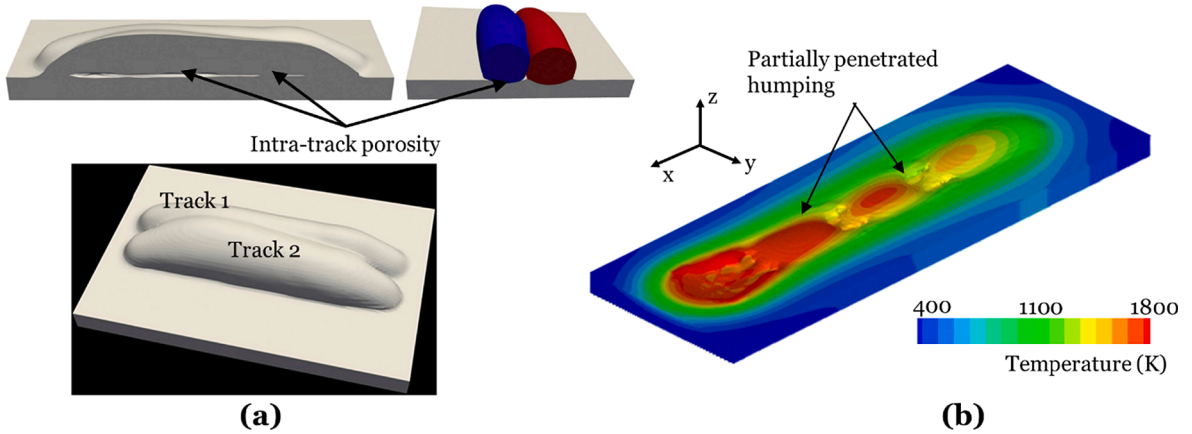 Intra-track porosity
Track 1
Track 2
(a)
Partially penetrated
humping
z
x
y
400
1100
1800
Temperature (K)
(b)